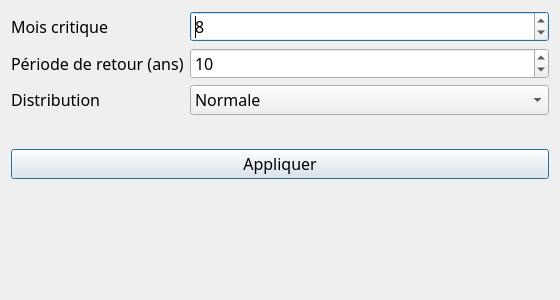 Mois critique 8
Période de retour (ans) 10
Distribution Normale
Appliquer